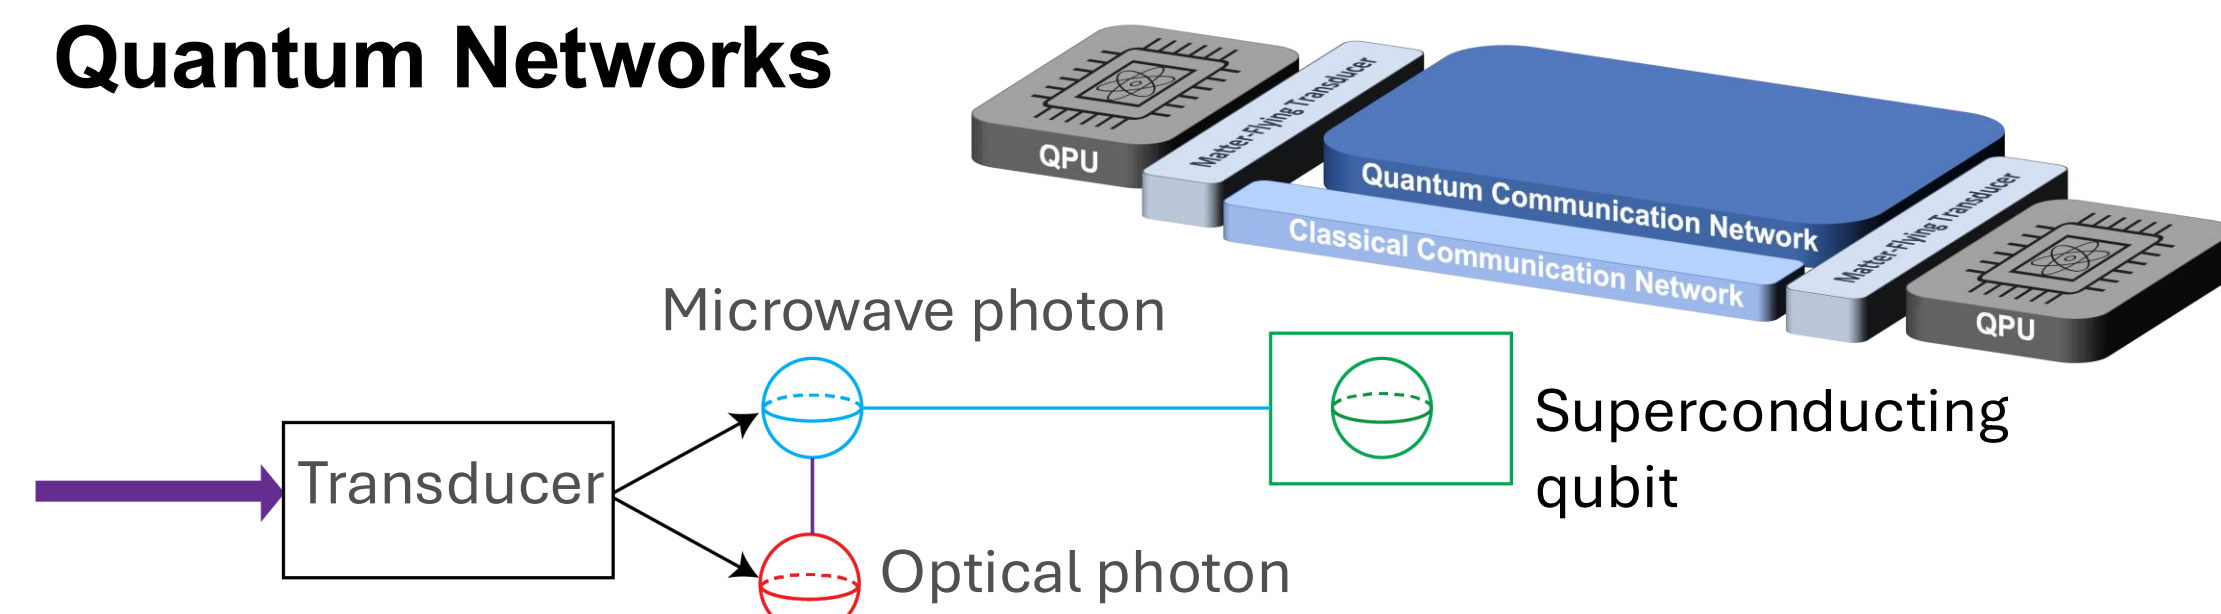 Quantum Networks
QPU
Matter-Flying Transducer
Quantum Communication Network
Classical Communication Network
Matter-Flying Transducer
QPU
Microwave photon
Superconducting
qubit
Transducer
Optical photon